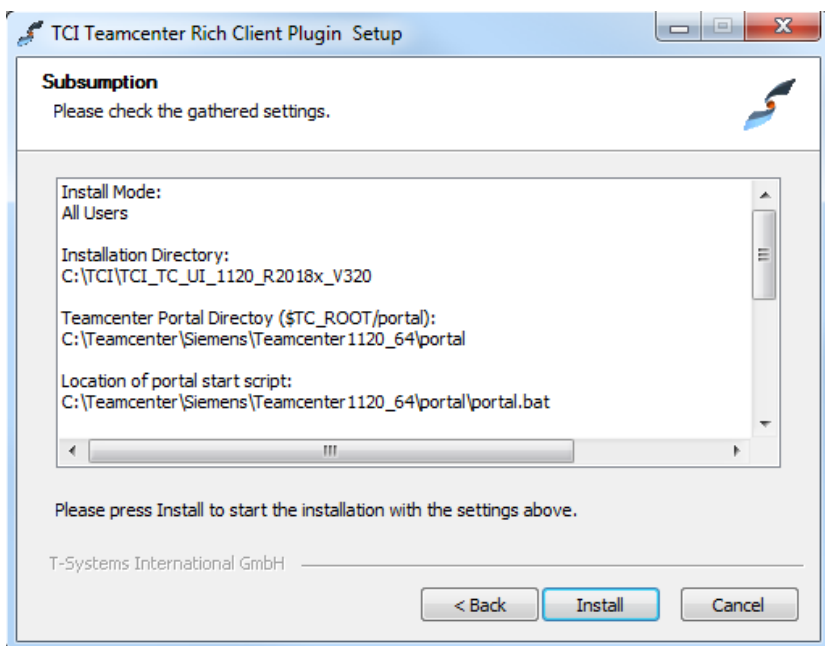 TCI Teamcenter Rich Client Plugin  Setup
Subsumption
Please check the gathered settings.
Install Mode:
All Users
Installation Directory:
C:\TCI\TCI_TC_UI_1120_R2018x_V320
Teamcenter Portal Directoy ($TC_ROOT/portal):
C:\Teamcenter\Siemens\Teamcenter1120_64\portal
Location of portal start script:
C:\Teamcenter\Siemens\Teamcenter1120_64\portal\portal.bat
Please press Install to start the installation with the settings above.
T-Systems International GmbH
< Back Install Cancel